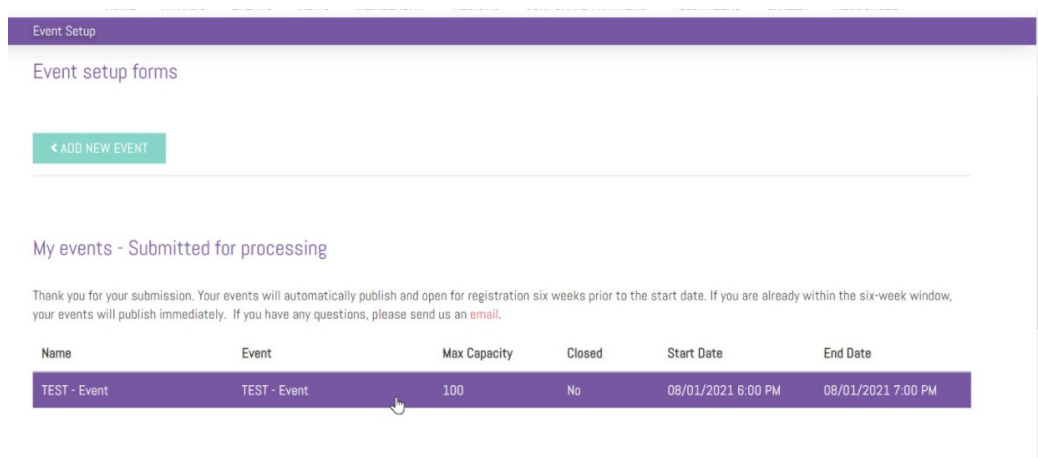 Event Setup
Event setup forms
ADD NEW EVENT
My events - Submitted for processing
Thank you for your submission. Your events will automatically publish and open for registration six weeks prior to the start date. If you are already within the six-week window,
your events will publish immediately. If you have any questions, please send us an email.
Name Event Max Capacity Closed Start Date End Date
TEST - Event TEST - Event 100 No 08/01/2021 6:00 PM 08/01/2021 7:00 PM